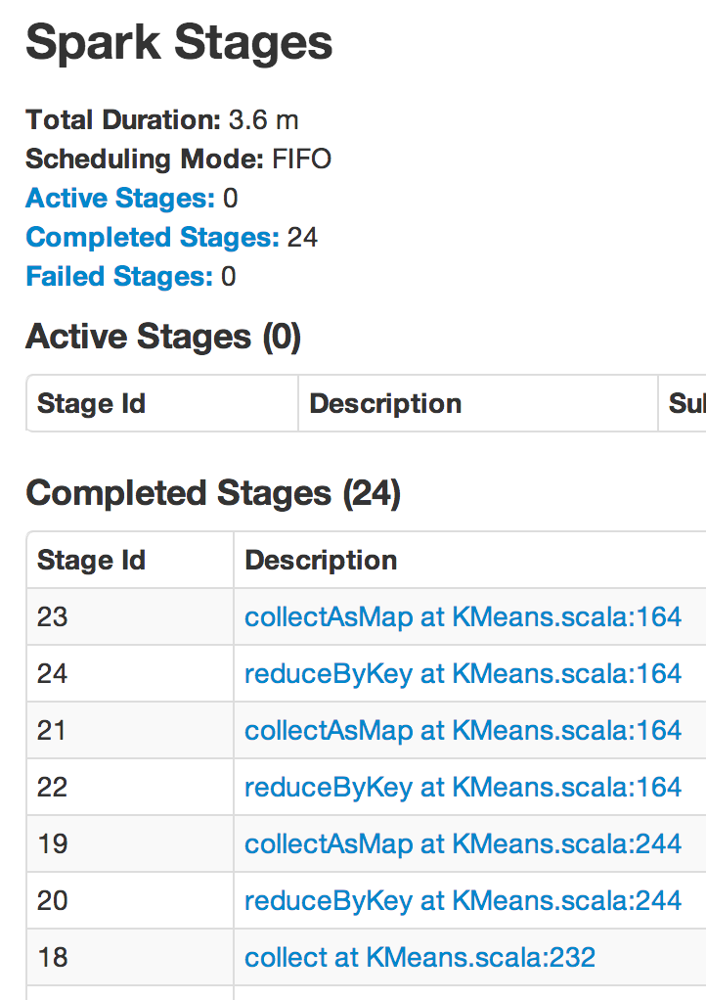 Spark Stages
Total Duration: 3.6 m
Scheduling Mode: FIFO
Active Stages: 0
Completed Stages: 24
Failed Stages: 0
Active Stages (0)
Stage Id Description
Completed Stages (24)
Stage Id Description
23 collectAsMap at KMeans.scala:164
24 reduceByKey at KMeans.scala:164
21 collectAsMap at KMeans.scala:164
22 reduceByKey at KMeans.scala:164
19 collectAsMap at KMeans.scala:244
20 reduceByKey at KMeans.scala:244
18 collect at KMeans.scala:232